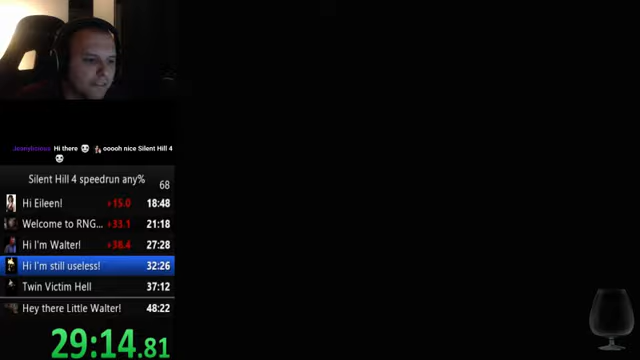 Jeanyhomus Hi there ooooh nice Silent Hill 4
Silent Hill 4 speedrun any%
68
Hi Eileen! +15.0 18:48
Welcome to RNG... +33.1 21:18
Hi I'm Walter! +38.4 27:28
Hi I'm still useless! 32:26
Twin Victim Hell 37:12
Hey there Little Walter! 48:22
29:14.81